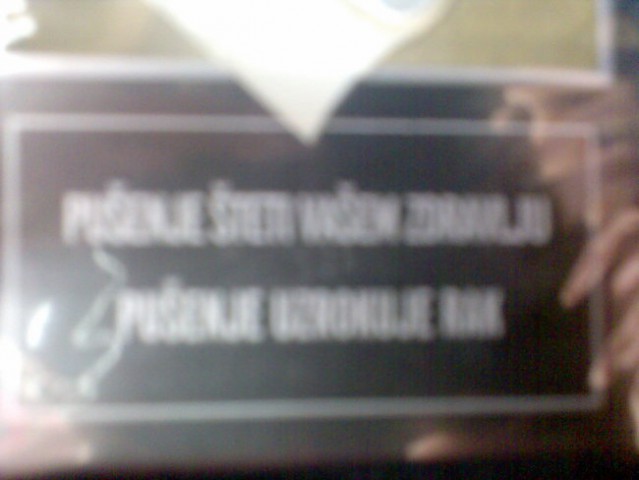 PUŠENJE ŠTETI VAŠEM ZDRAVLJU
PUŠENJE UZROKUJE RAK